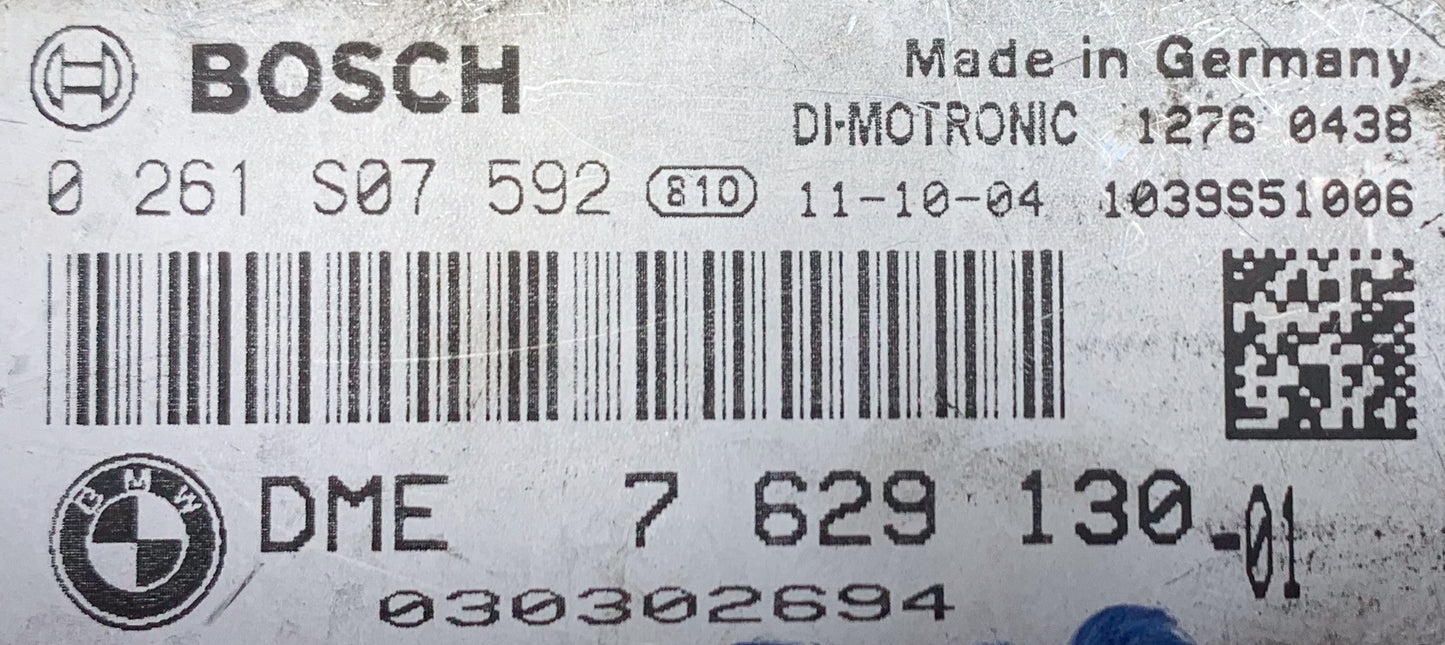 BOSCH Made in Germany
DI-MOTRONIC 1276 0438
0 261 S07 592 810 11-10-04 1039S51006
BMW DME 7 629 130-01
030302694